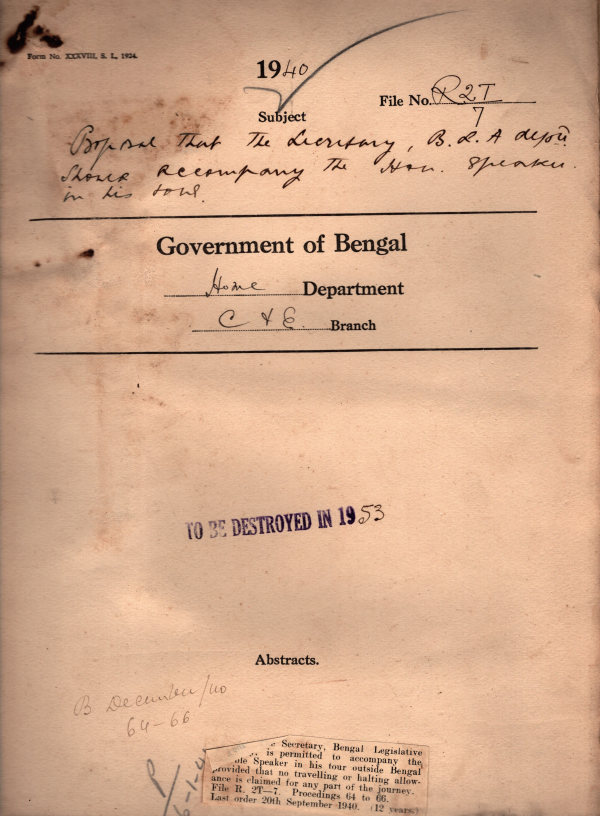 Form No. XXXVIII, S. L., 1924.
1940
File No. R 2T/7
Subject
Proposal that the Secretary, B. L. A dept
should accompany the Hon. Speaker
in his tour.
Government of Bengal
Home Department
C & E. Branch
TO BE DESTROYED IN 1953
Abstracts.
B December/40
64-66
Secretary, Bengal Legislative
is permitted to accompany the
Speaker in his tour outside Bengal
provided that no travelling or halting allow-
ance is claimed for any part of the journey.
File R. 2T—7. Proceedings 64 to 66.
Last order 20th September 1940. (12 years.)